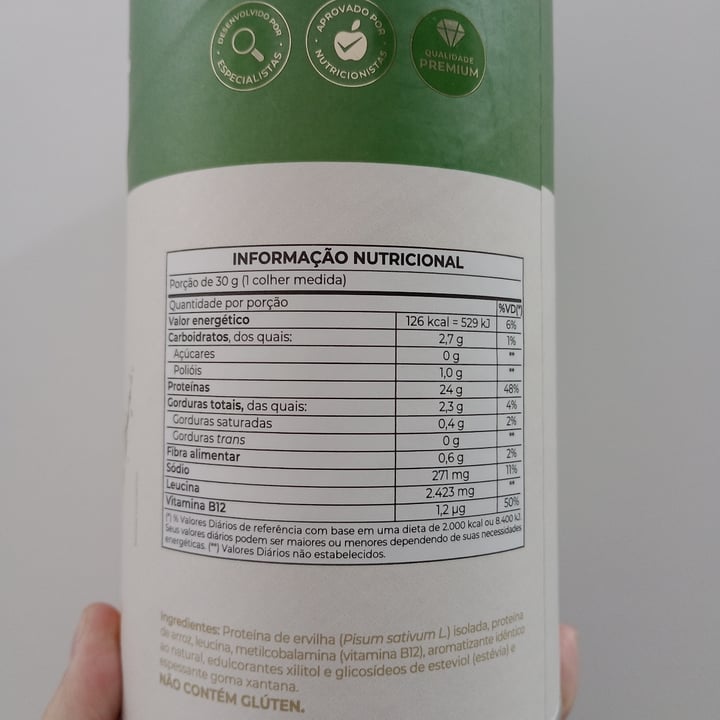 DESENVOLVIDO POR ESPECIALISTAS
APROVADO POR NUTRICIONISTAS
QUALIDADE
PREMIUM
INFORMAÇÃO NUTRICIONAL
Porção de 30 g (1 colher medida)
Quantidade por porção %VD(*)
Valor energético 126 kcal = 529 kJ 6%
Carboidratos, dos quais: 2,7 g 1%
Açúcares 0 g **
Polióis 1,0 g **
Proteínas 24 g 48%
Gorduras totais, das quais: 2,3 g 4%
Gorduras saturadas 0,4 g 2%
Gorduras trans 0 g **
Fibra alimentar 0,6 g 2%
Sódio 271 mg 11%
Leucina 2.423 mg **
Vitamina B12 1,2 µg 50%
(*) % Valores Diários de referência com base em uma dieta de 2.000 kcal ou 8.400 kJ.
Seus valores diários podem ser maiores ou menores dependendo de suas necessidades
energéticas. (**) Valores Diários não estabelecidos.
Ingredientes: Proteína de ervilha (Pisum sativum L.) isolada, proteína
de arroz, leucina, metilcobalamina (vitamina B12), aromatizante idêntico
ao natural, edulcorantes xilitol e glicosídeos de esteviol (estévia) e
espessante goma xantana.
NÃO CONTÉM GLÚTEN.